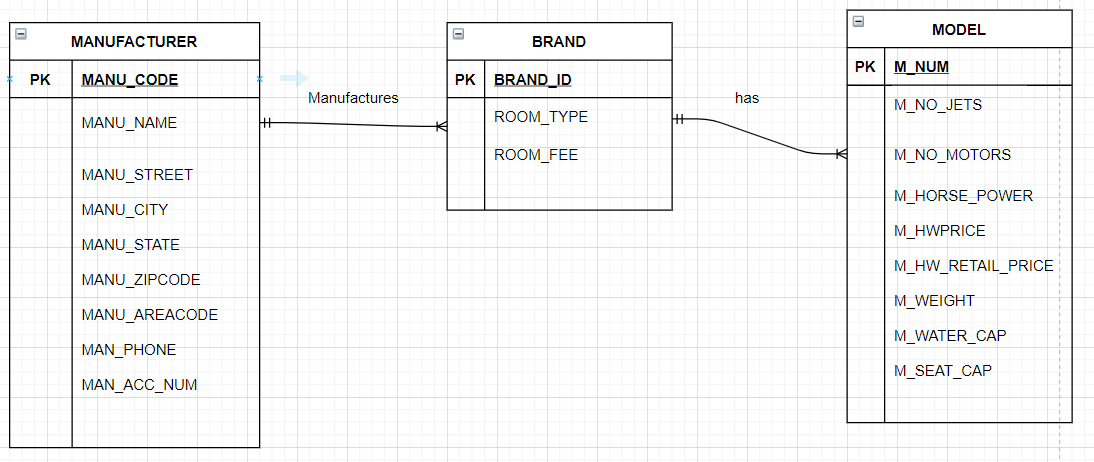 MANUFACTURER
PK MANU_CODE
MANU_NAME
MANU_STREET
MANU_CITY
MANU_STATE
MANU_ZIPCODE
MANU_AREACODE
MAN_PHONE
MAN_ACC_NUM
Manufactures
BRAND
PK BRAND_ID
ROOM_TYPE
ROOM_FEE
has
MODEL
PK M_NUM
M_NO_JETS
M_NO_MOTORS
M_HORSE_POWER
M_HWPRICE
M_HW_RETAIL_PRICE
M_WEIGHT
M_WATER_CAP
M_SEAT_CAP